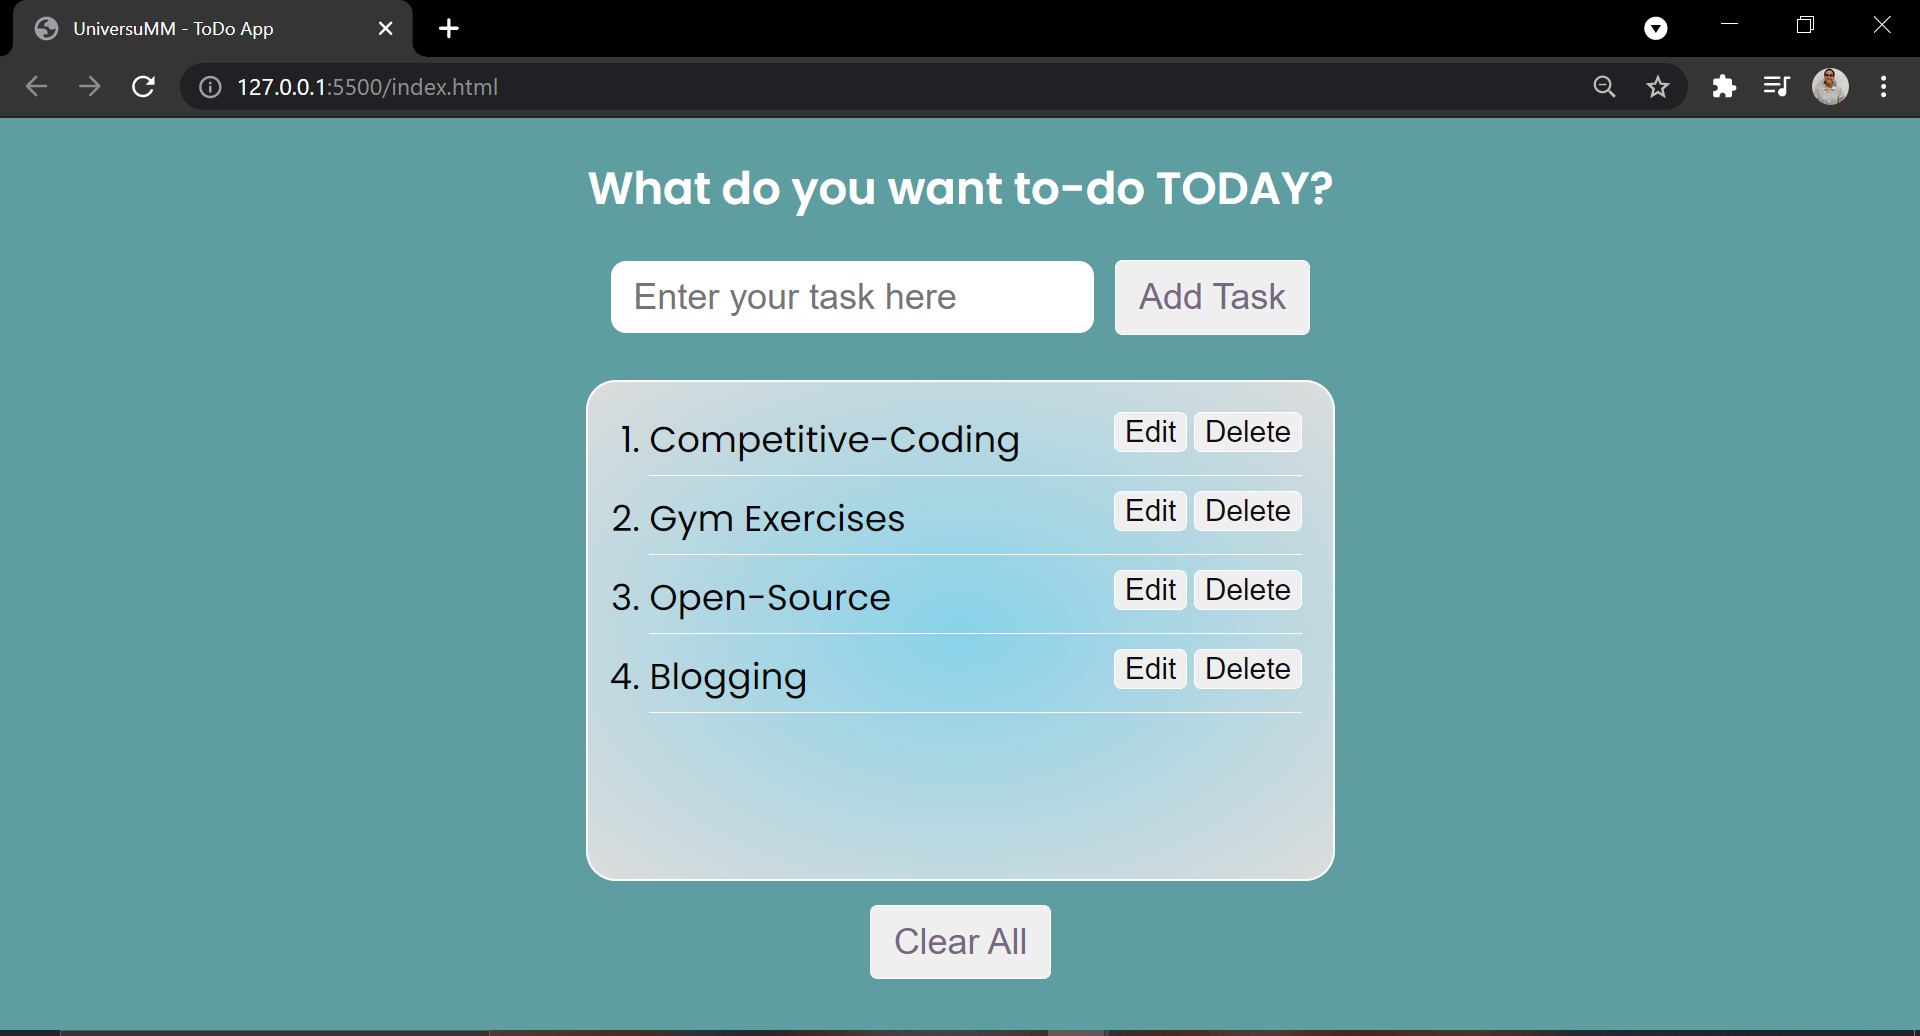 UniversuMM - ToDo App
127.0.0.1:5500/index.html
What do you want to-do TODAY?
Enter your task here Add Task
1. Competitive-Coding Edit Delete
2. Gym Exercises Edit Delete
3. Open-Source Edit Delete
4. Blogging Edit Delete
Clear All